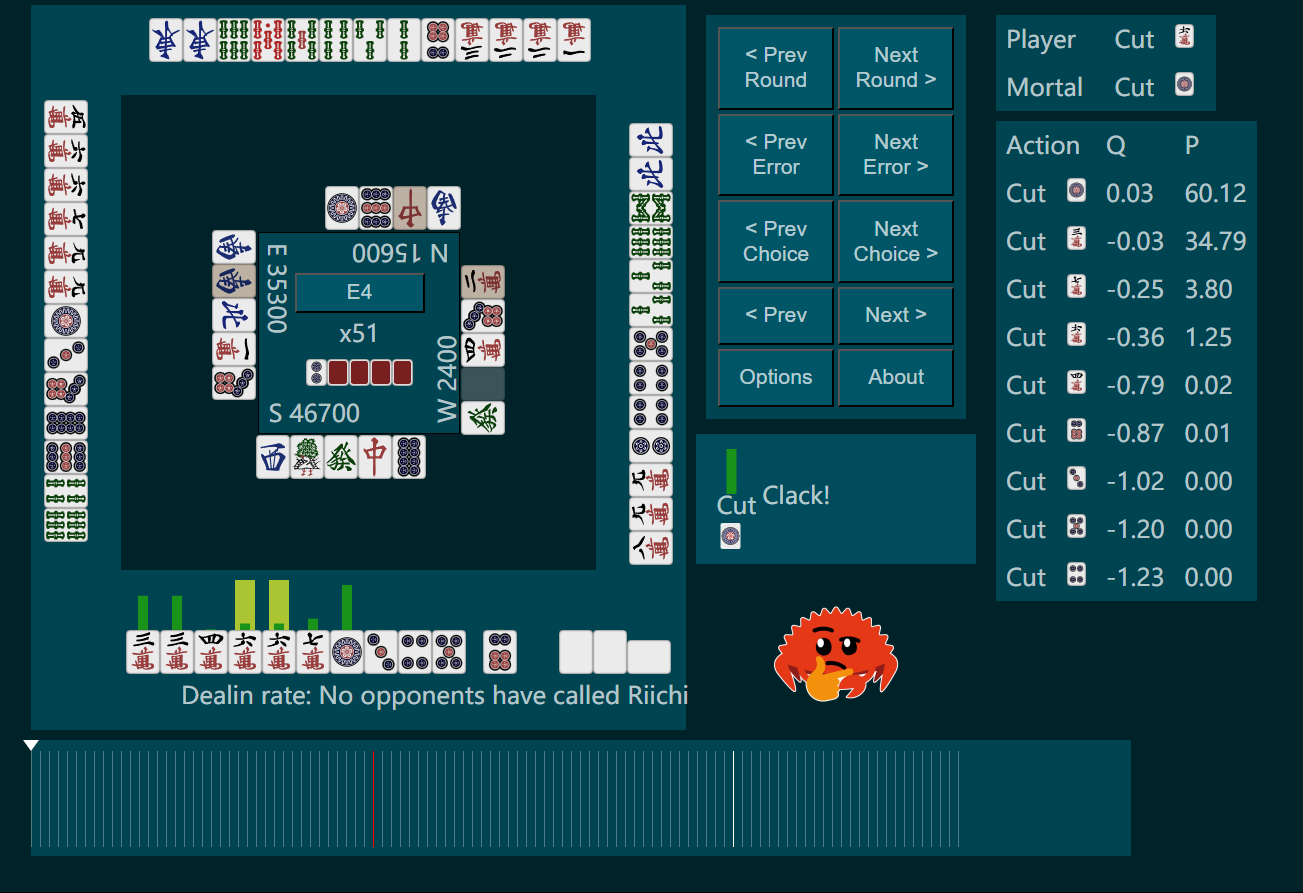 < Prev Round
Next Round >
< Prev Error
Next Error >
< Prev Choice
Next Choice >
< Prev
Next >
Options
About
Player Cut
Mortal Cut
Action Q P
Cut 0.03 60.12
Cut -0.03 34.79
Cut -0.25 3.80
Cut -0.36 1.25
Cut -0.79 0.02
Cut -0.87 0.01
Cut -1.02 0.00
Cut -1.20 0.00
Cut -1.23 0.00
N 15600
E 35300
E4
x51
W 2400
S 46700
Cut Clack!
Dealin rate: No opponents have called Riichi